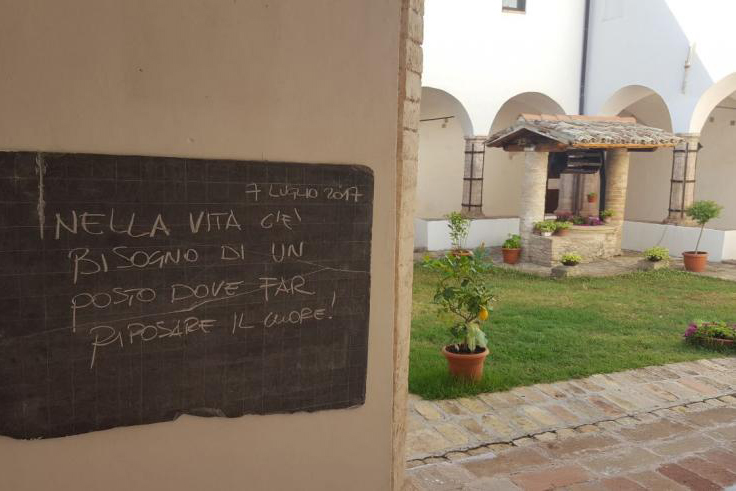 7 LUGLIO 2017
NELLA VITA C'È
BISOGNO DI UN
POSTO DOVE FAR
RIPOSARE IL CUORE!